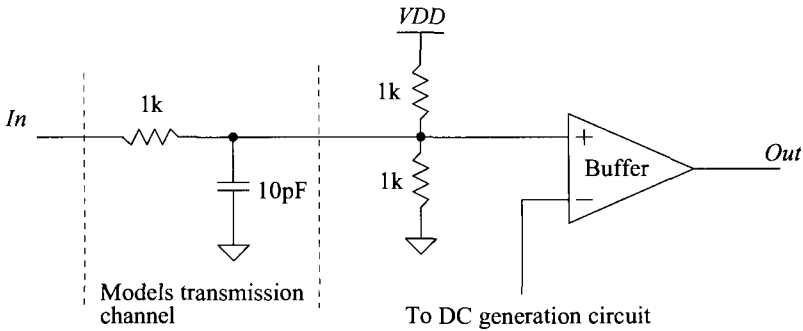 VDD
1k
1k
In
+
Buffer
Out
1k
10pF
−
Models transmission
channel
To DC generation circuit